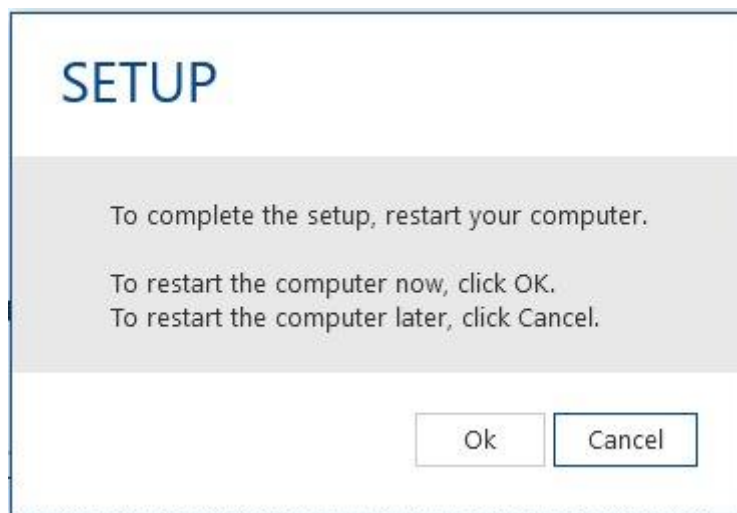 SETUP
To complete the setup, restart your computer.
To restart the computer now, click OK.
To restart the computer later, click Cancel.
Ok
Cancel